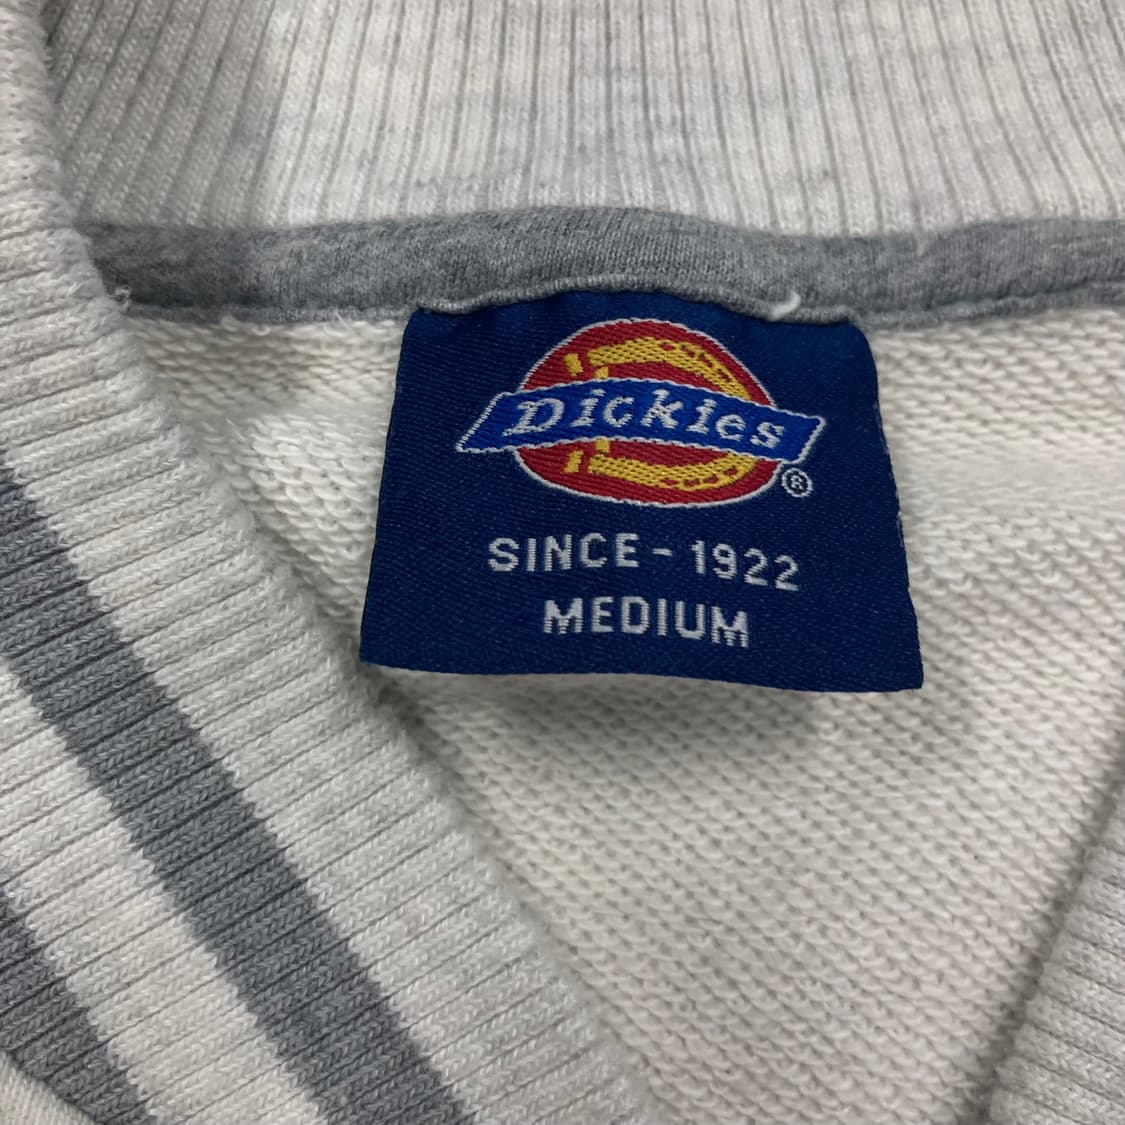 Dickies
®
SINCE - 1922
MEDIUM